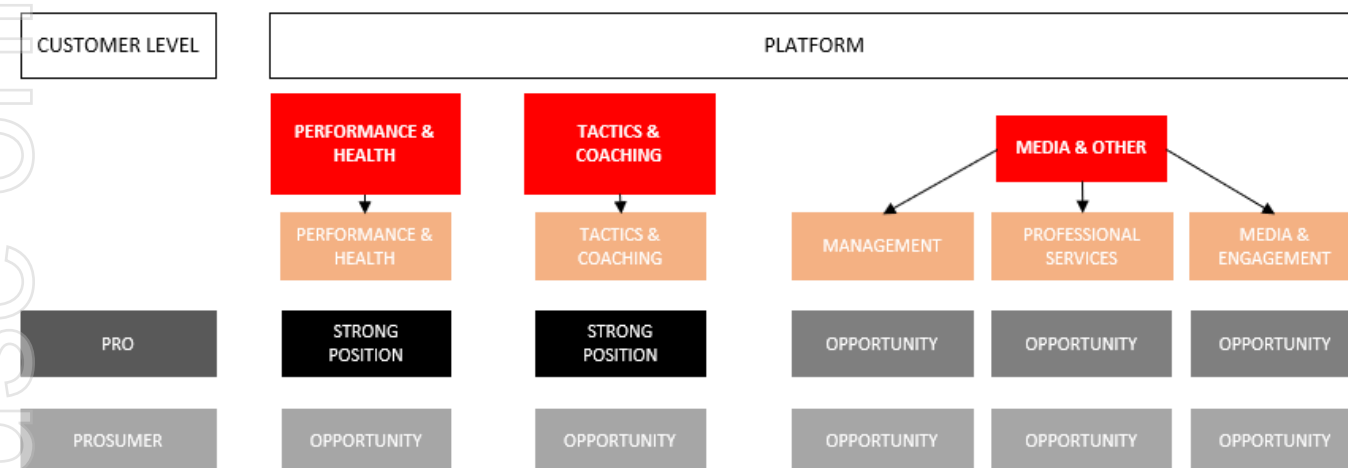 CUSTOMER LEVEL
PLATFORM
PERFORMANCE &
HEALTH
TACTICS &
COACHING
MEDIA & OTHER
PERFORMANCE &
HEALTH
TACTICS &
COACHING
MANAGEMENT
PROFESSIONAL
SERVICES
MEDIA &
ENGAGEMENT
PRO
STRONG
POSITION
STRONG
POSITION
OPPORTUNITY
OPPORTUNITY
OPPORTUNITY
PROSUMER
OPPORTUNITY
OPPORTUNITY
OPPORTUNITY
OPPORTUNITY
OPPORTUNITY